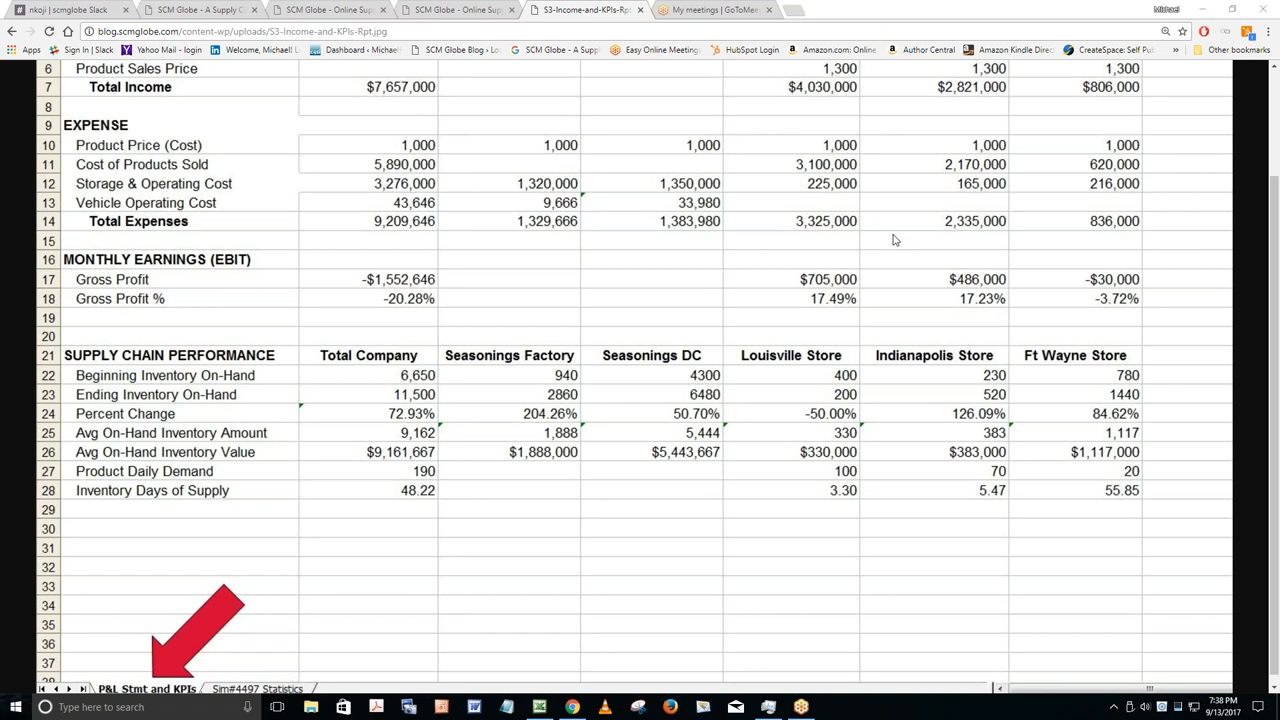 nkoji | scmglobe Slack
SCM Globe - A Supply C
SCM Globe - Online Sup
SCM Globe - Online Sup
S3-Income-and-KPIs-Rpt.j
My meetings | GoToMee
Michael
blog.scmglobe.com/content-wp/uploads/S3-Income-and-KPIs-Rpt.jpg
Apps Sign In | Slack Yahoo Mail - login Welcome, Michael | Dashboard ‹ Michael SCM Globe Blog ‹ Lo SCM Globe - A Suppl Easy Online Meeting HubSpot Login Amazon.com: Online Author Central Amazon Kindle Direc CreateSpace: Self Pu Other bookmarks
6 Product Sales Price 1,300 1,300 1,300
7 Total Income $7,657,000 $4,030,000 $2,821,000 $806,000
8
9 EXPENSE
10 Product Price (Cost) 1,000 1,000 1,000 1,000 1,000 1,000
11 Cost of Products Sold 5,890,000 3,100,000 2,170,000 620,000
12 Storage & Operating Cost 3,276,000 1,320,000 1,350,000 225,000 165,000 216,000
13 Vehicle Operating Cost 43,646 9,666 33,980
14 Total Expenses 9,209,646 1,329,666 1,383,980 3,325,000 2,335,000 836,000
15
16 MONTHLY EARNINGS (EBIT)
17 Gross Profit -$1,552,646 $705,000 $486,000 -$30,000
18 Gross Profit % -20.28% 17.49% 17.23% -3.72%
19
20
21 SUPPLY CHAIN PERFORMANCE Total Company Seasonings Factory Seasonings DC Louisville Store Indianapolis Store Ft Wayne Store
22 Beginning Inventory On-Hand 6,650 940 4300 400 230 780
23 Ending Inventory On-Hand 11,500 2860 6480 200 520 1440
24 Percent Change 72.93% 204.26% 50.70% -50.00% 126.09% 84.62%
25 Avg On-Hand Inventory Amount 9,162 1,888 5,444 330 383 1,117
26 Avg On-Hand Inventory Value $9,161,667 $1,888,000 $5,443,667 $330,000 $383,000 $1,117,000
27 Product Daily Demand 190 100 70 20
28 Inventory Days of Supply 48.22 3.30 5.47 55.85
29
30
31
32
33
34
35
36
37
38
P&L Stmt and KPIs Sim#4497 Statistics
Type here to search
7:38 PM
9/13/2017